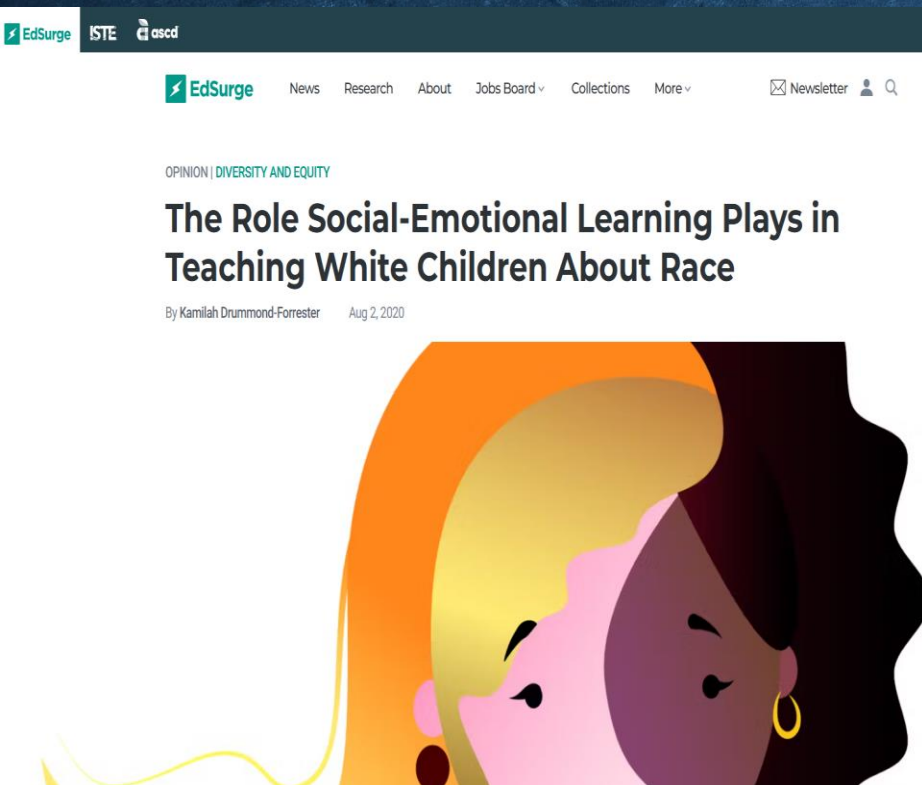 EdSurge ISTE ascd
EdSurge News Research About Jobs Board Collections More Newsletter
OPINION | DIVERSITY AND EQUITY
The Role Social-Emotional Learning Plays in
Teaching White Children About Race
By Kamilah Drummond-Forrester Aug 2, 2020